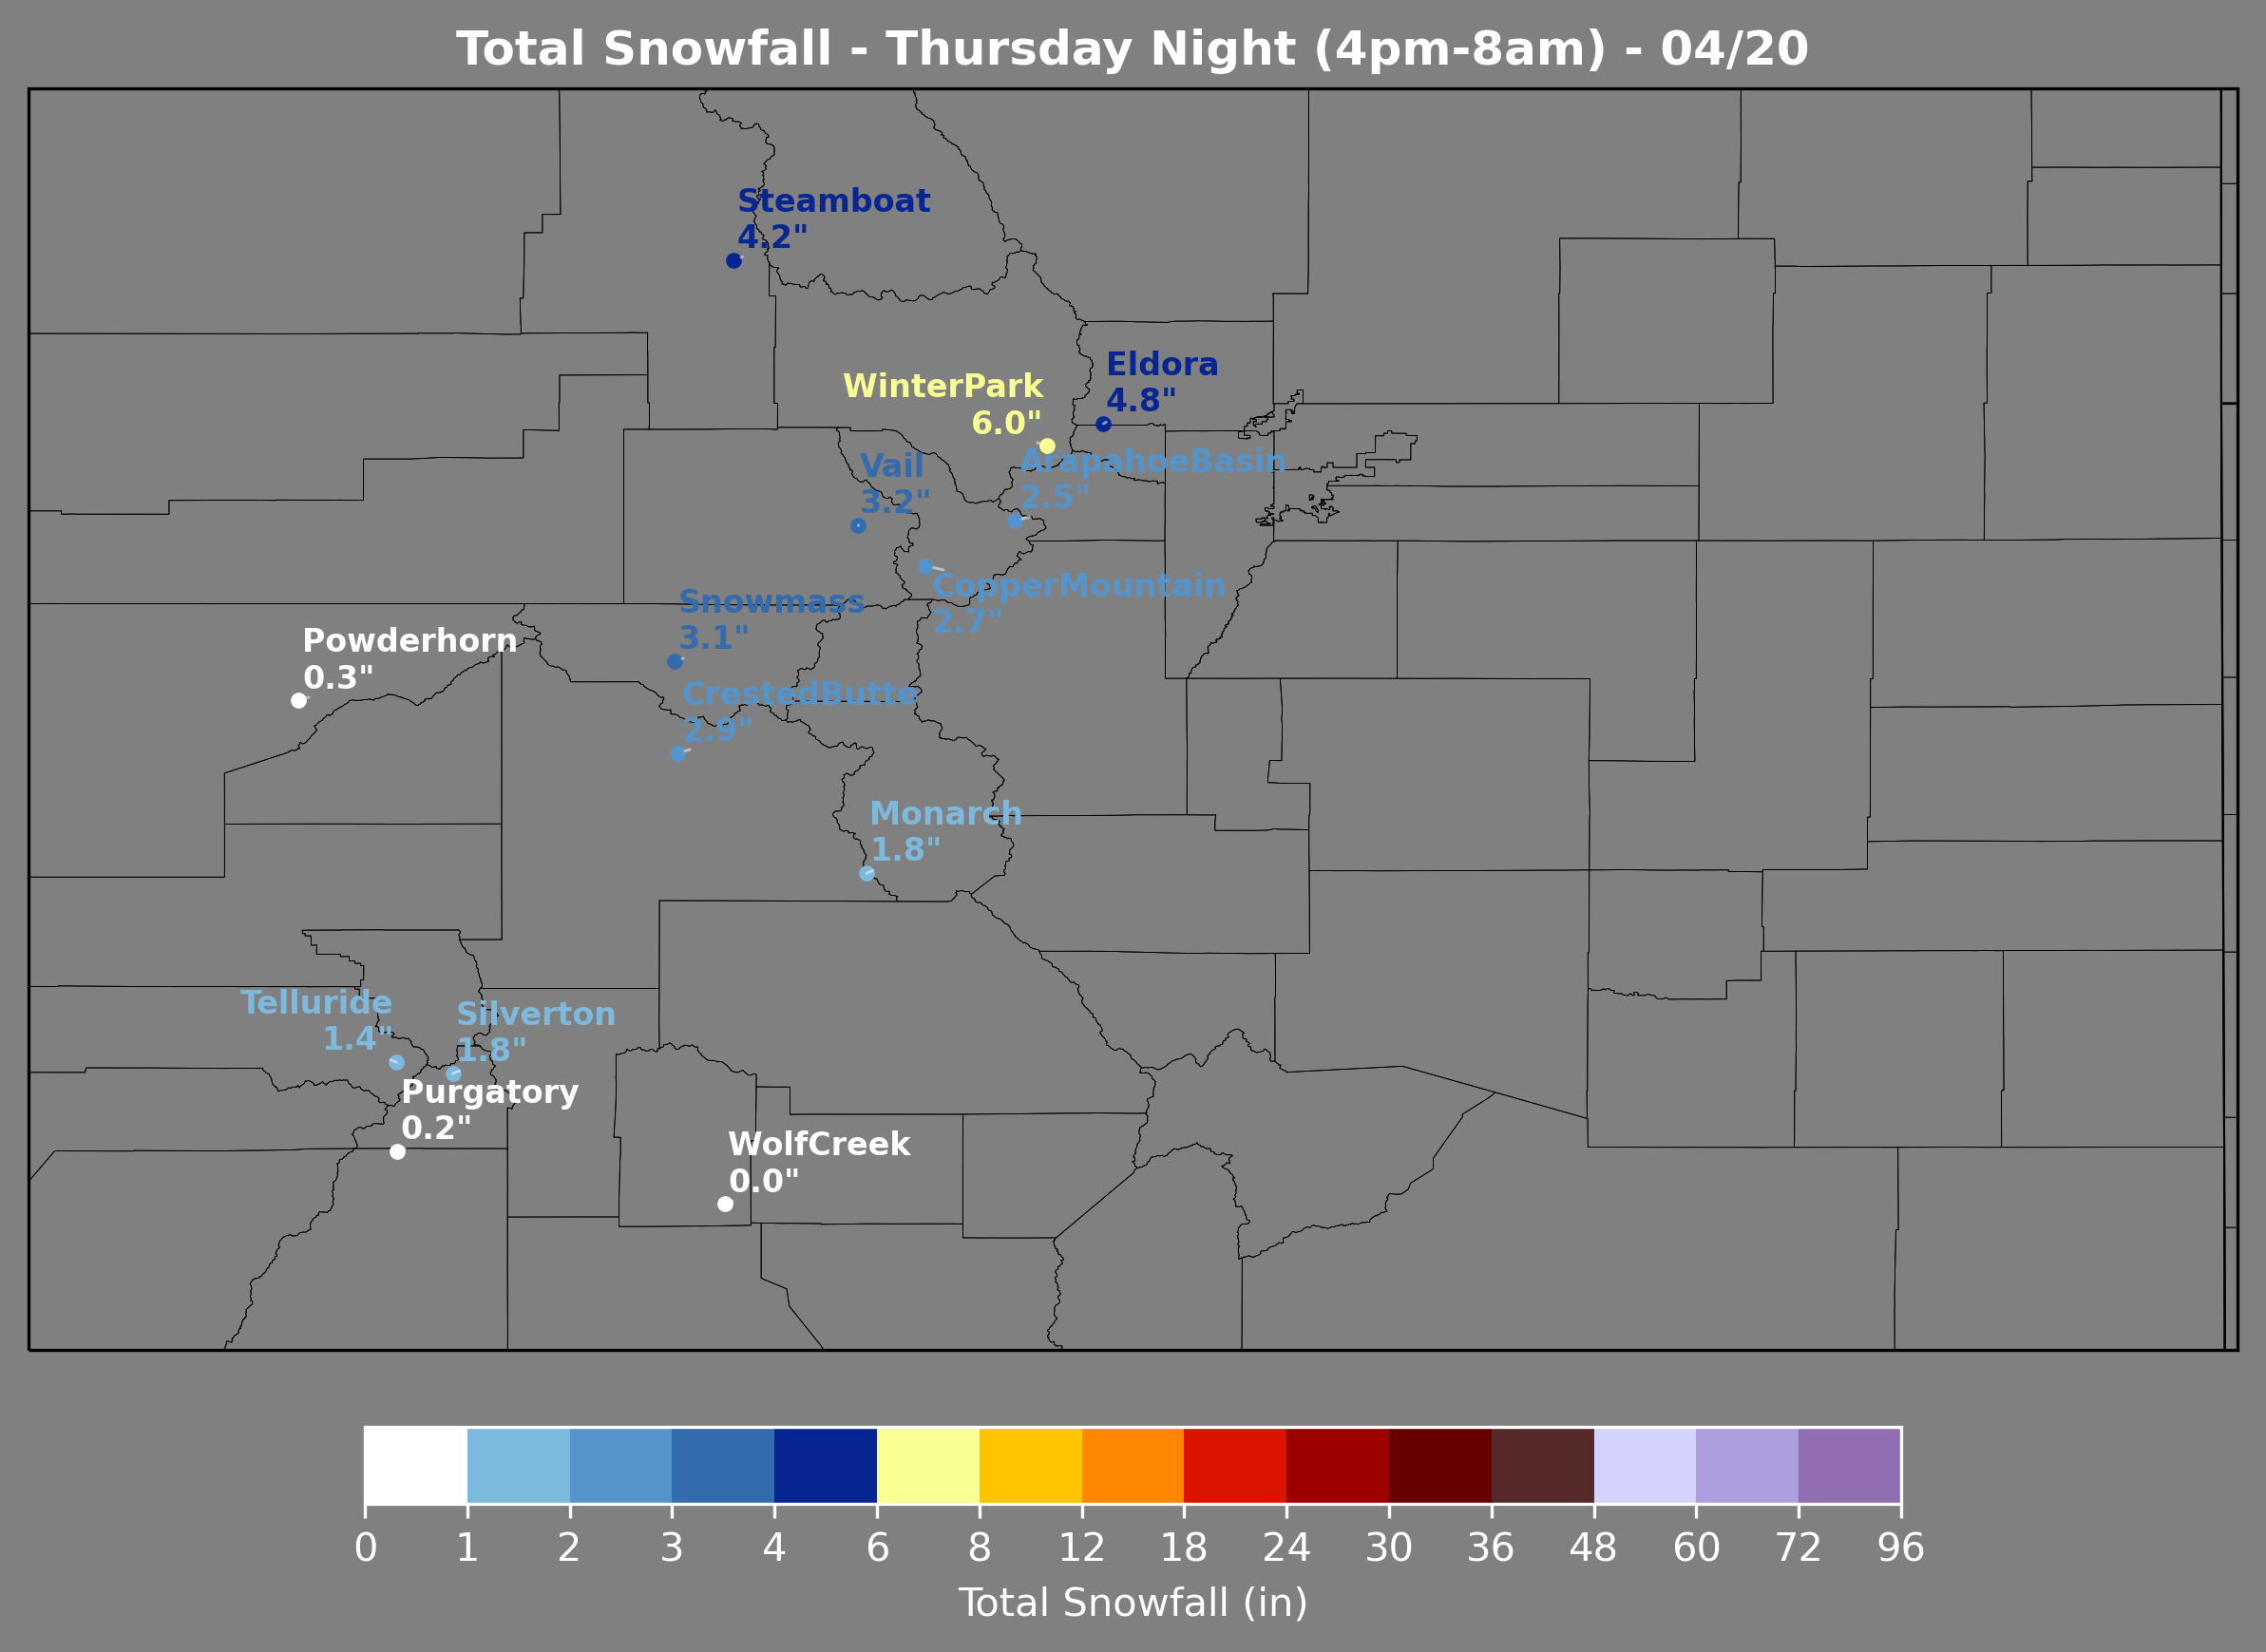 Total Snowfall - Thursday Night (4pm-8am) - 04/20
Steamboat
4.2"
Eldora
4.8"
WinterPark
6.0"
Vail
3.2"
ArapahoeBasin
2.5"
CopperMountain
2.7"
Snowmass
3.1"
Powderhorn
0.3"
CrestedButte
2.9"
Monarch
1.8"
Telluride
1.4"
Silverton
1.8"
Purgatory
0.2"
WolfCreek
0.0"
0 1 2 3 4 6 8 12 18 24 30 36 48 60 72 96
Total Snowfall (in)